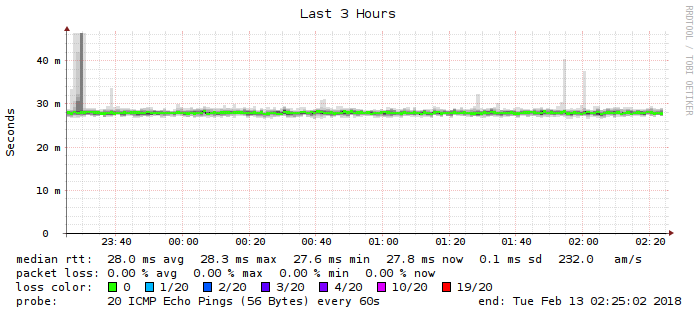 Last 3 Hours
RRDTOOL / TOBI OETIKER
Seconds
40 m
30 m
20 m
10 m
0
23:40 00:00 00:20 00:40 01:00 01:20 01:40 02:00 02:20
median rtt: 28.0 ms avg 28.3 ms max 27.6 ms min 27.8 ms now 0.1 ms sd 232.0 am/s
packet loss: 0.00 % avg 0.00 % max 0.00 % min 0.00 % now
loss color: 0 1/20 2/20 3/20 4/20 10/20 19/20
probe: 20 ICMP Echo Pings (56 Bytes) every 60s end: Tue Feb 13 02:25:02 2018